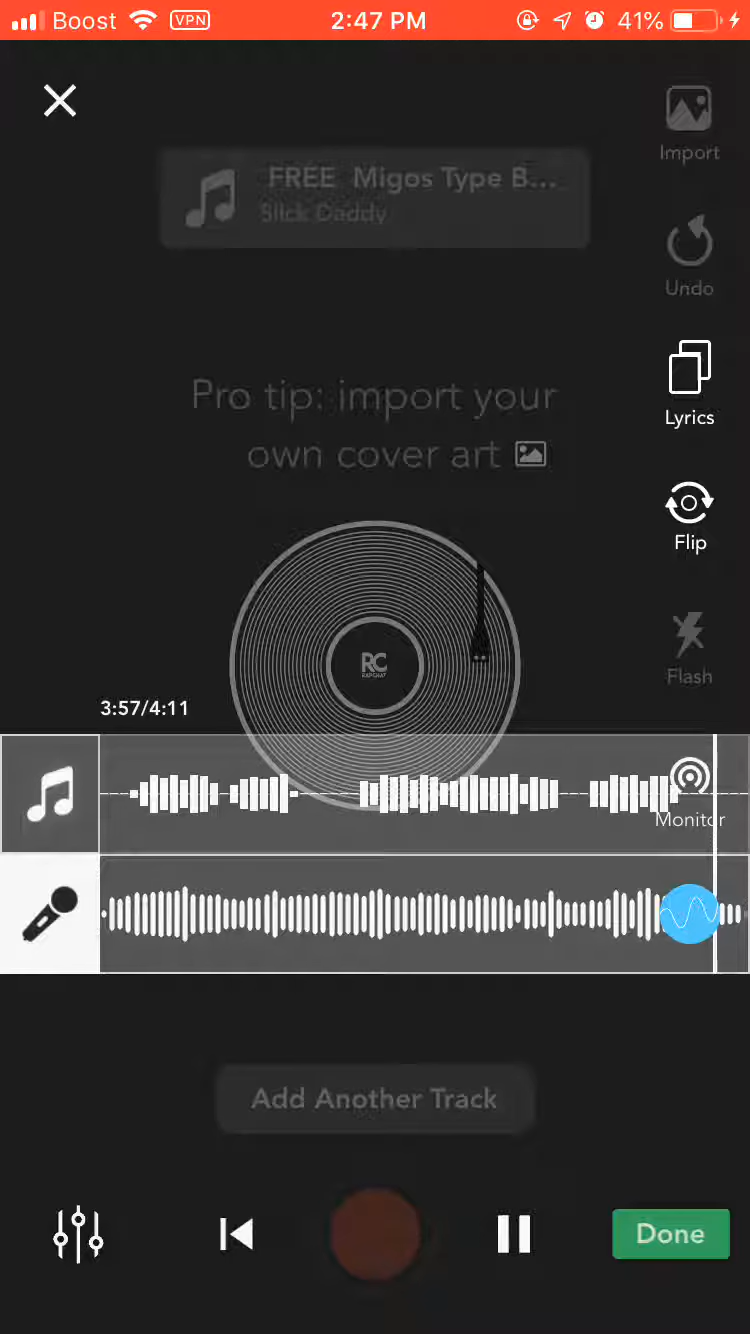 Boost VPN 2:47 PM 41%
Import
FREE Migos Type B...
Slick Daddy
Undo
Pro tip: import your
own cover art
Lyrics
Flip
RC
RAPCHAT
Flash
3:57/4:11
Monitor
Add Another Track
Done